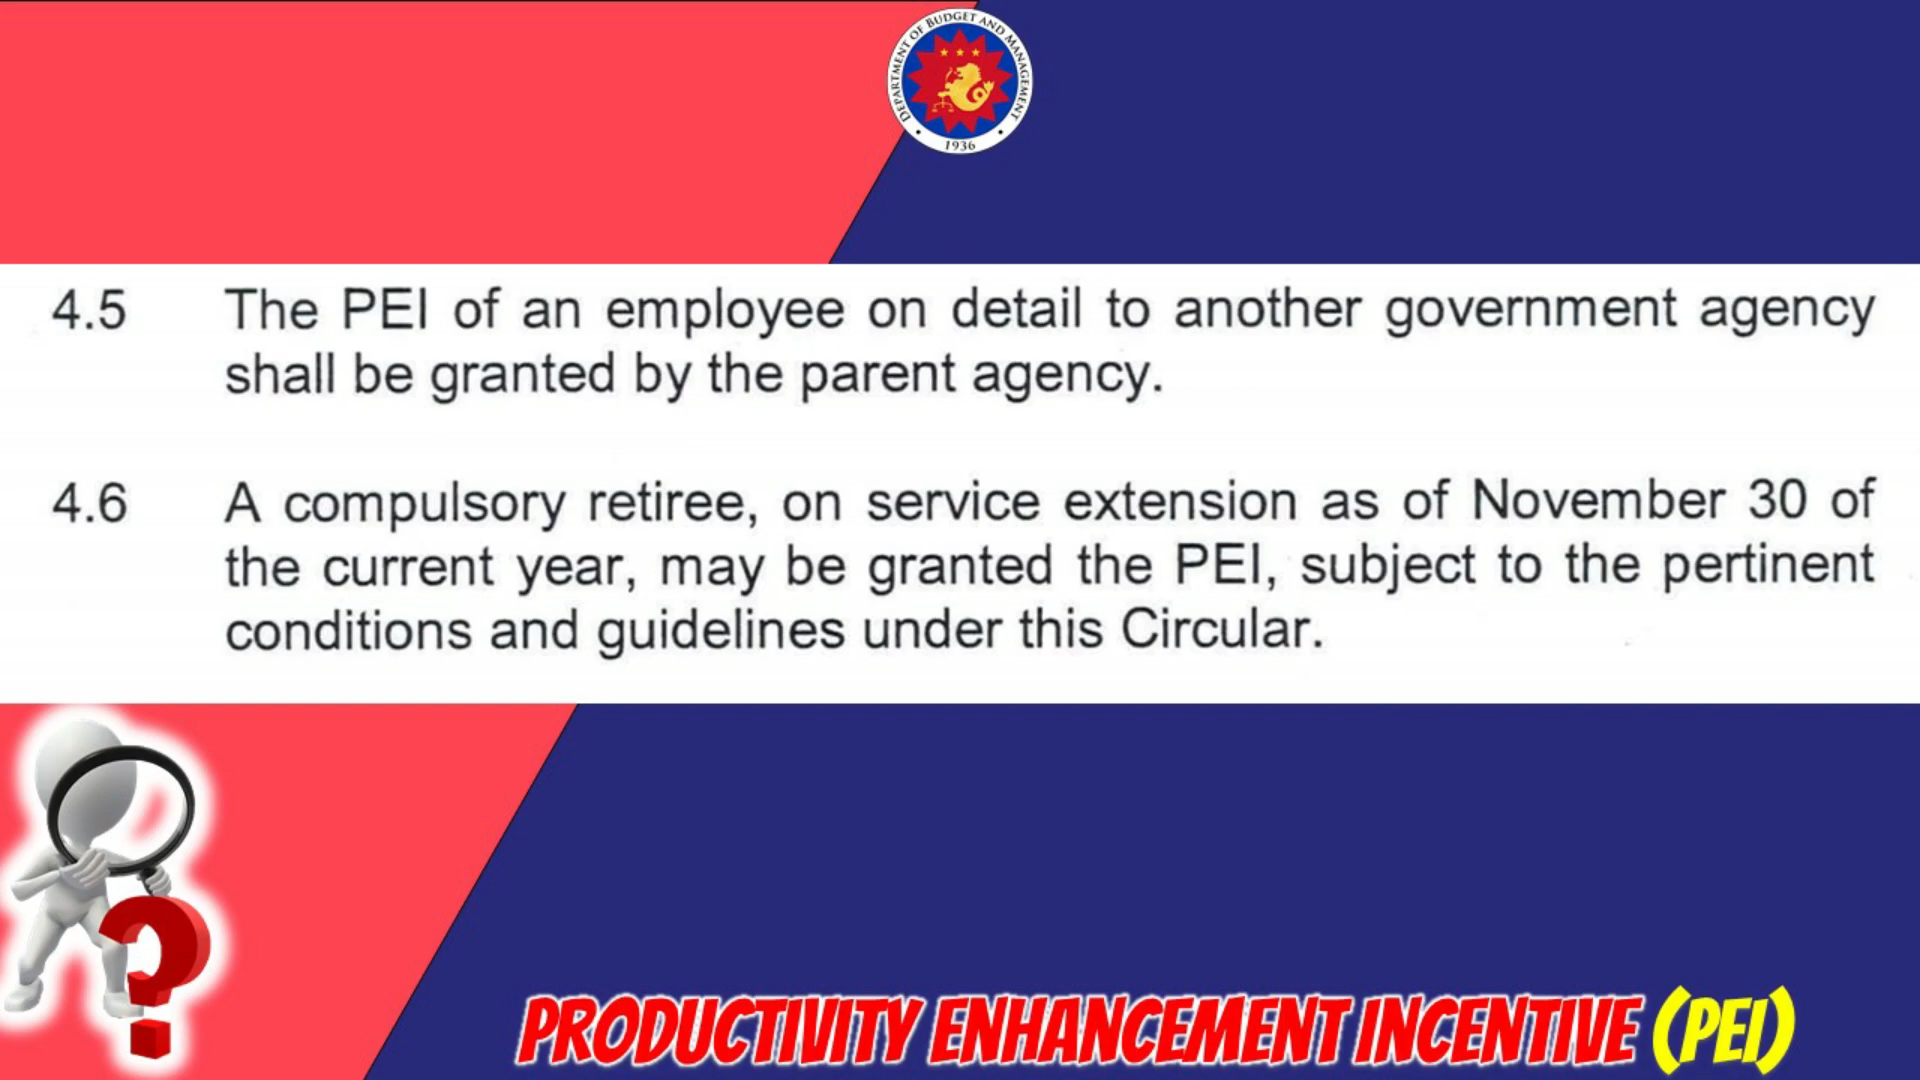 DEPARTMENT OF BUDGET AND MANAGEMENT
1936
4.5 The PEI of an employee on detail to another government agency
shall be granted by the parent agency.
4.6 A compulsory retiree, on service extension as of November 30 of
the current year, may be granted the PEI, subject to the pertinent
conditions and guidelines under this Circular.
?
PRODUCTIVITY ENHANCEMENT INCENTIVE (PEI)